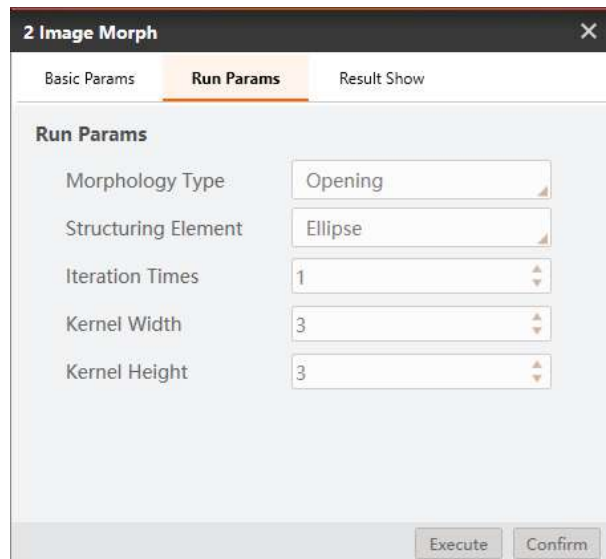 2 Image Morph
Basic Params Run Params Result Show
Run Params
Morphology Type Opening
Structuring Element Ellipse
Iteration Times 1
Kernel Width 3
Kernel Height 3
Execute Confirm